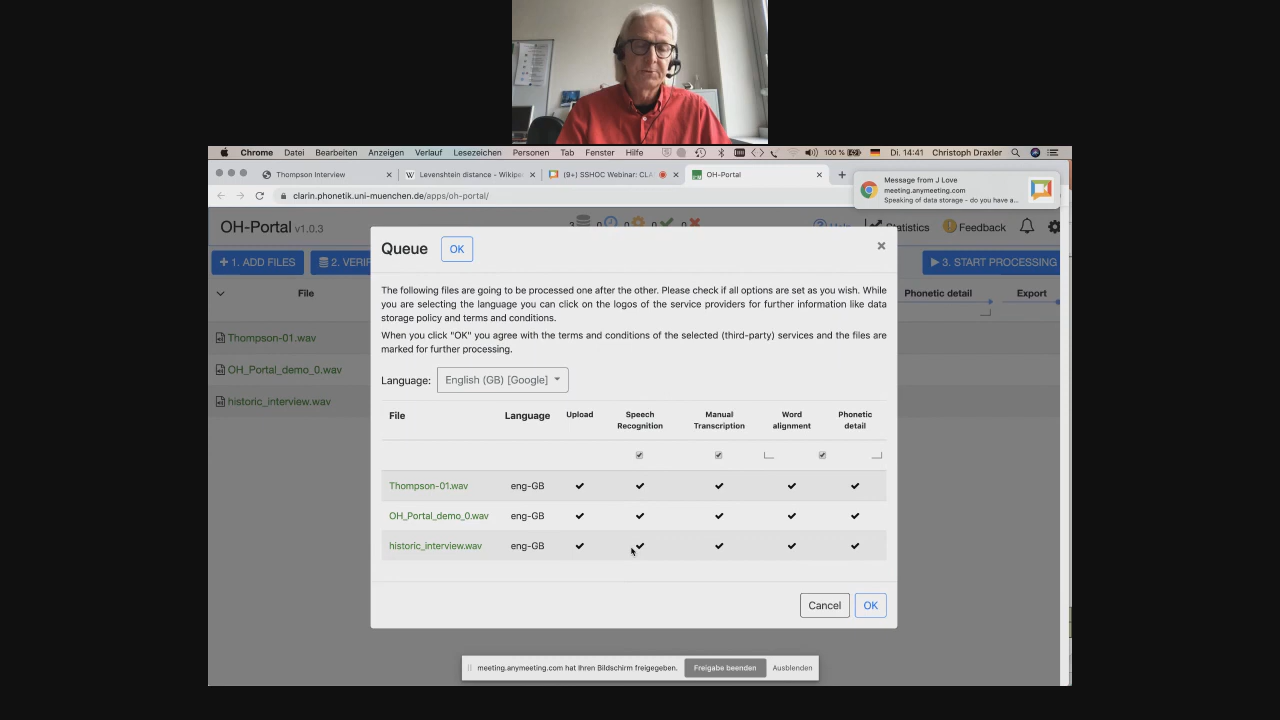 Chrome Datei Bearbeiten Anzeigen Verlauf Lesezeichen Personen Tab Fenster Hilfe 100 % Di. 14:41 Christoph Draxler
Thompson Interview × Levenshtein distance - Wikipe × (9+) SSHOC Webinar: CLA × OH-Portal × +
Message from J Love
meeting.anymeeting.com
Speaking of data storage - do you have a...
clarin.phonetik.uni-muenchen.de/apps/oh-portal/
OH-Portal v1.0.3 Help Statistics Feedback
+ 1. ADD FILES 2. VERIF 3. START PROCESSING
File Phonetic detail Export
Thompson-01.wav
OH_Portal_demo_0.wav
historic_interview.wav
Queue OK ×
The following files are going to be processed one after the other. Please check if all options are set as you wish. While
you are selecting the language you can click on the logos of the service providers for further information like data
storage policy and terms and conditions.
When you click "OK" you agree with the terms and conditions of the selected (third-party) services and the files are
marked for further processing.
Language: English (GB) [Google]
File Language Upload Speech Recognition Manual Transcription Word alignment Phonetic detail
Thompson-01.wav eng-GB
OH_Portal_demo_0.wav eng-GB
historic_interview.wav eng-GB
Cancel OK
meeting.anymeeting.com hat Ihren Bildschirm freigegeben. Freigabe beenden Ausblenden